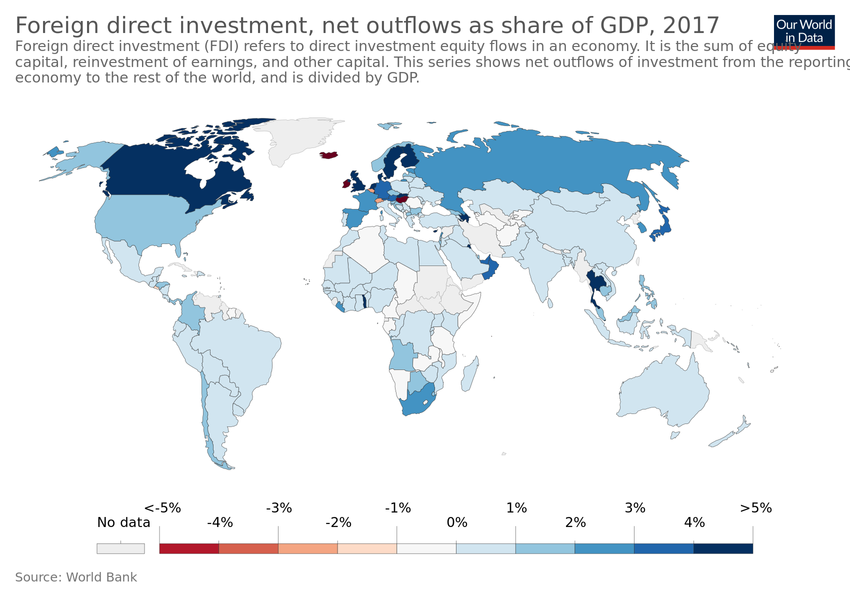 Foreign direct investment, net outflows as share of GDP, 2017
Our World
in Data
Foreign direct investment (FDI) refers to direct investment equity flows in an economy. It is the sum of equity
capital, reinvestment of earnings, and other capital. This series shows net outflows of investment from the reporting
economy to the rest of the world, and is divided by GDP.
No data
<-5% -3% -1% 1% 3% >5%
-4% -2% 0% 2% 4%
Source: World Bank